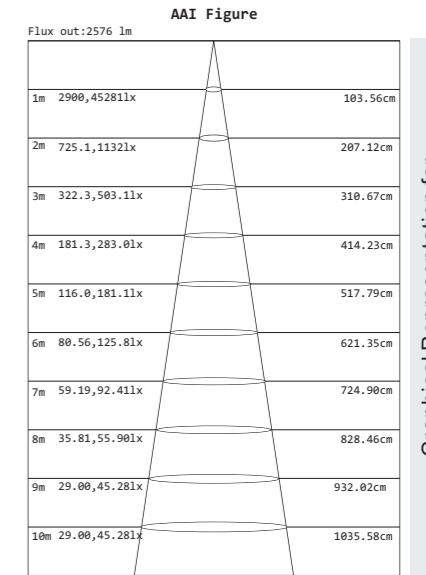 AAI Figure
Flux out:2576 lm
1m 2900,4528lx 103.56cm
2m 725.1,1132lx 207.12cm
3m 322.3,503.1lx 310.67cm
4m 181.3,283.0lx 414.23cm
5m 116.0,181.1lx 517.79cm
6m 80.56,125.8lx 621.35cm
7m 59.19,92.41lx 724.90cm
8m 35.81,55.90lx 828.46cm
9m 29.00,45.28lx 932.02cm
10m 29.00,45.28lx 1035.58cm